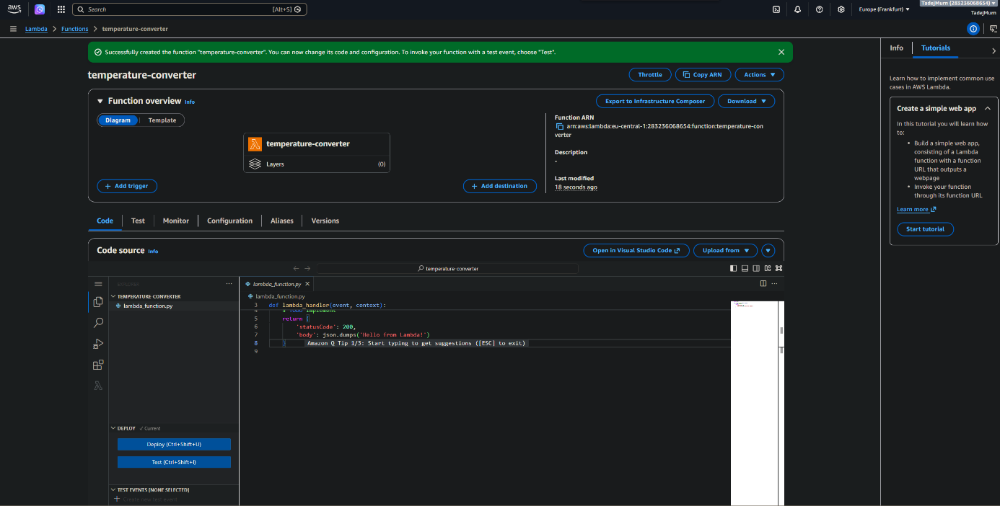 aws
Search [Alt+S]
Europe (Frankfurt)
TadejMurn (283236068654)
TadejMurn
Lambda > Functions > temperature-converter
Successfully created the function "temperature-converter". You can now change its code and configuration. To invoke your function with a test event, choose "Test".
temperature-converter
Throttle
Copy ARN
Actions
Function overview Info
Export to Infrastructure Composer
Download
Diagram
Template
temperature-converter
Layers (0)
Add trigger
Add destination
Function ARN
arn:aws:lambda:eu-central-1:283236068654:function:temperature-con
verter
Description
-
Last modified
18 seconds ago
Code
Test
Monitor
Configuration
Aliases
Versions
Code source Info
Open in Visual Studio Code
Upload from
temperature-converter
EXPLORER
TEMPERATURE-CONVERTER
lambda_function.py
DEPLOY Current
Deploy (Ctrl+Shift+U)
Test (Ctrl+Shift+I)
TEST EVENTS [NONE SELECTED]
Create new test event
lambda_function.py
lambda_function.py
3 def lambda_handler(event, context):
4 # TODO implement
5 return {
6 'statusCode': 200,
7 'body': json.dumps('Hello from Lambda!')
8 } Amazon Q Tip 1/3: Start typing to get suggestions ([ESC] to exit)
9
Info
Tutorials
Learn how to implement common use
cases in AWS Lambda.
Create a simple web app
In this tutorial you will learn how
to:
• Build a simple web app,
consisting of a Lambda
function with a function
URL that outputs a
webpage
• Invoke your function
through its function URL
Learn more
Start tutorial